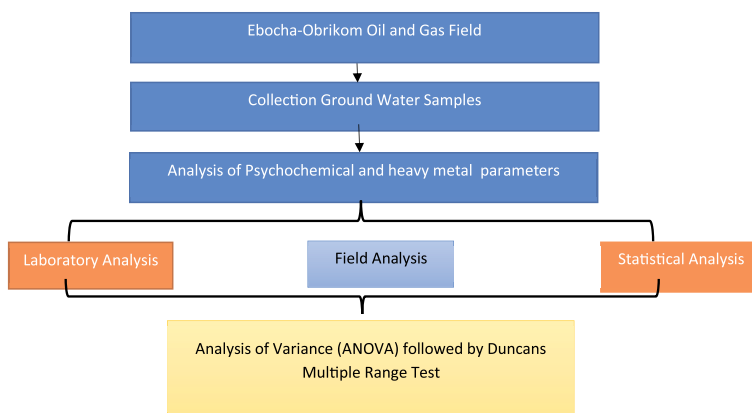 Ebocha-Obrikom Oil and Gas Field
Collection Ground Water Samples
Analysis of Psychochemical and heavy metal parameters
Laboratory Analysis
Field Analysis
Statistical Analysis
Analysis of Variance (ANOVA) followed by Duncans
Multiple Range Test